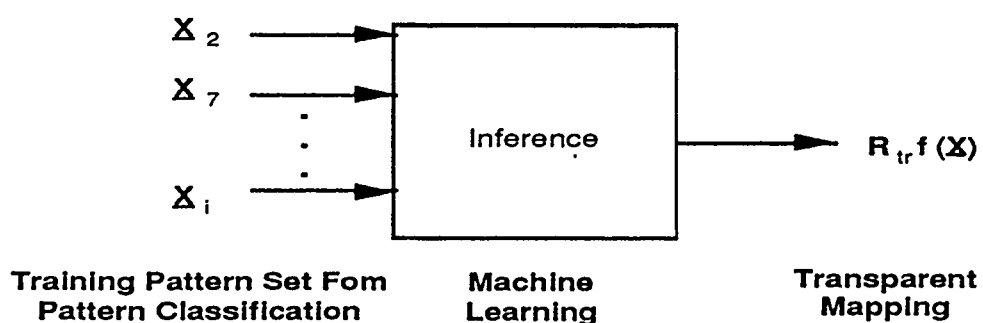 X 2
X 7
Inference
R tr f (X)
X i
Training Pattern Set Fom
Pattern Classification
Machine
Learning
Transparent
Mapping